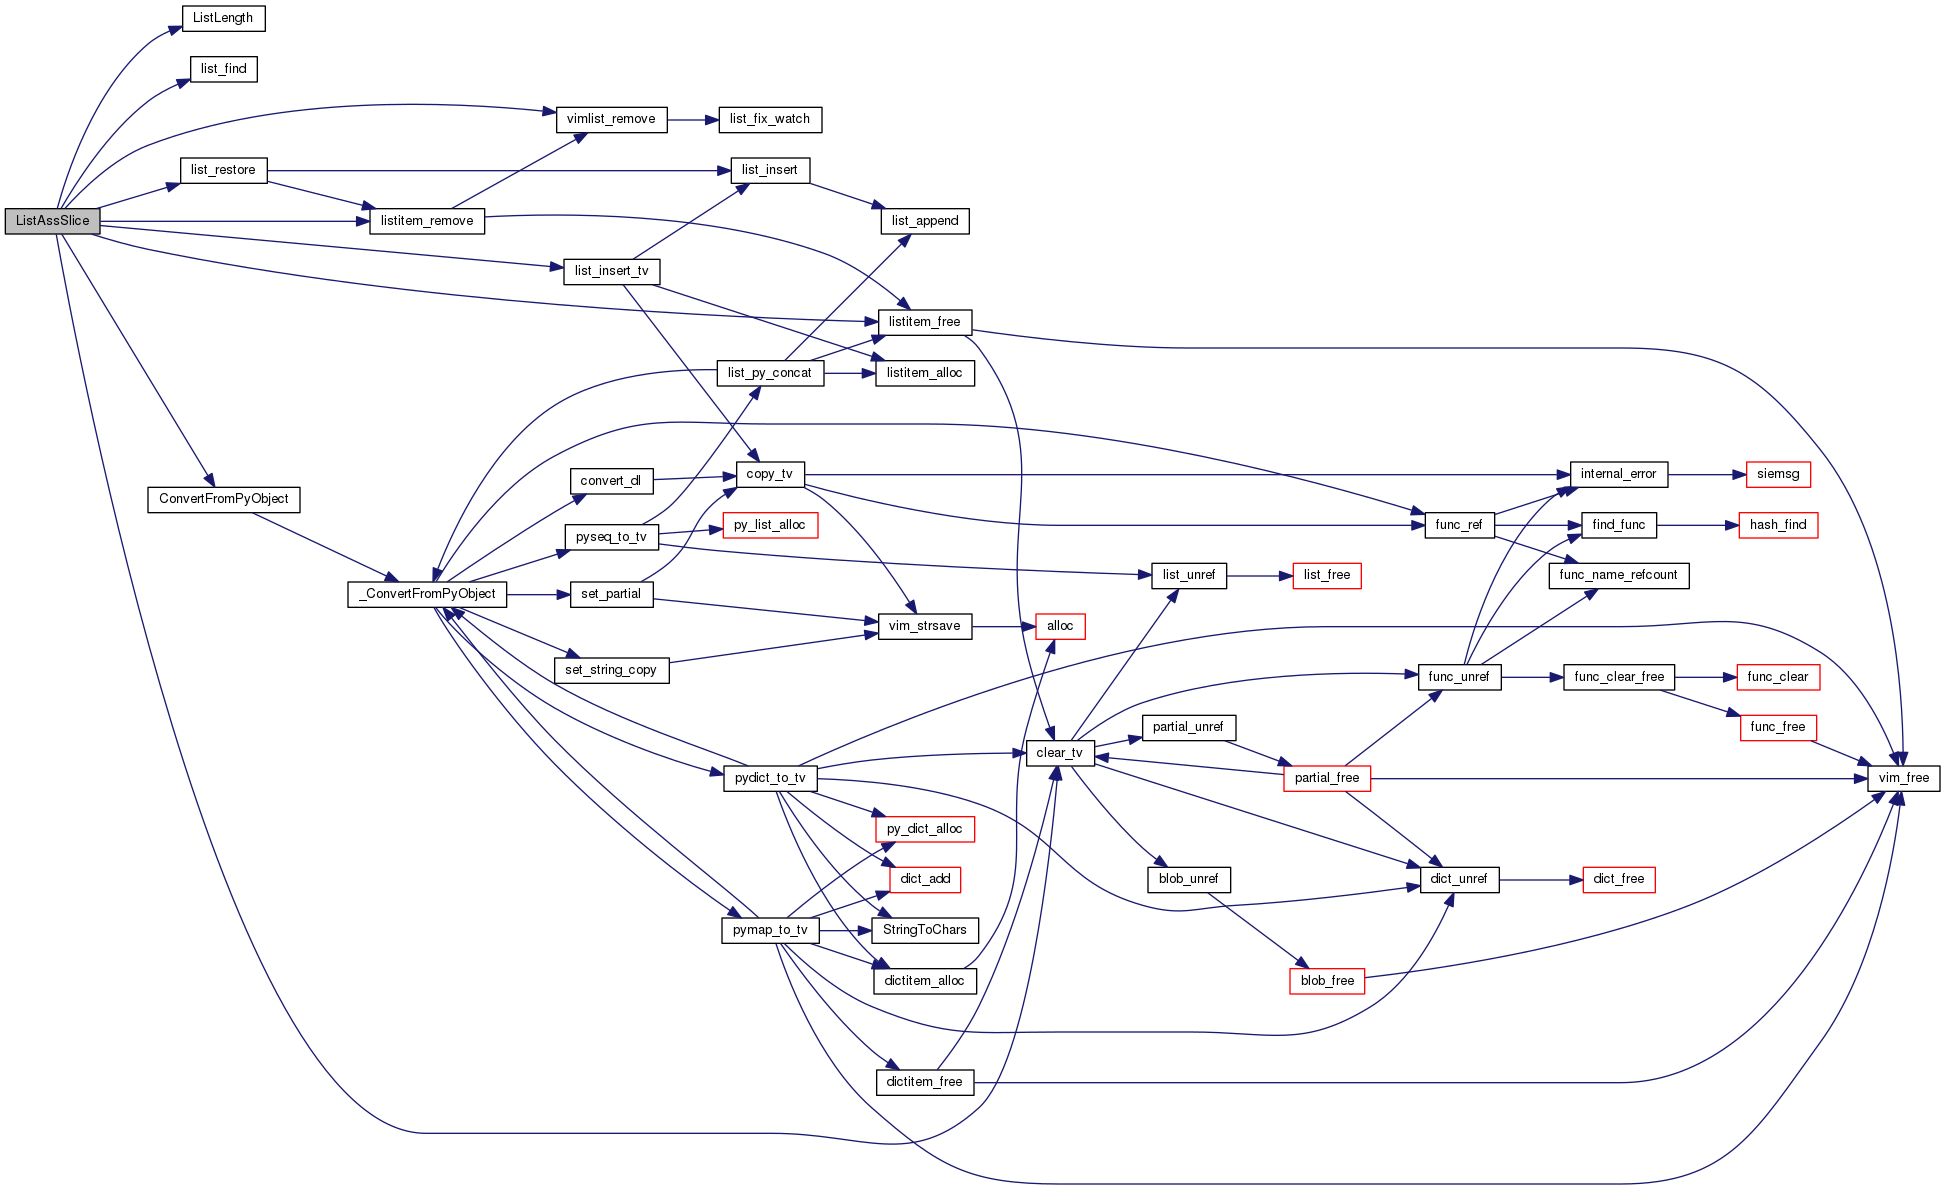 ListLength
list_find
vimlist_remove
list_fix_watch
list_restore
list_insert
ListAssSlice
listitem_remove
list_append
list_insert_tv
listitem_free
list_py_concat
listitem_alloc
ConvertFromPyObject
convert_dl
copy_tv
internal_error
siemsg
pyseq_to_tv
py_list_alloc
func_ref
find_func
hash_find
_ConvertFromPyObject
set_partial
list_unref
list_free
func_name_refcount
vim_strsave
alloc
set_string_copy
func_unref
func_clear_free
func_clear
partial_unref
func_free
clear_tv
pydict_to_tv
partial_free
vim_free
py_dict_alloc
dict_add
blob_unref
dict_unref
dict_free
pymap_to_tv
StringToChars
dictitem_alloc
blob_free
dictitem_free